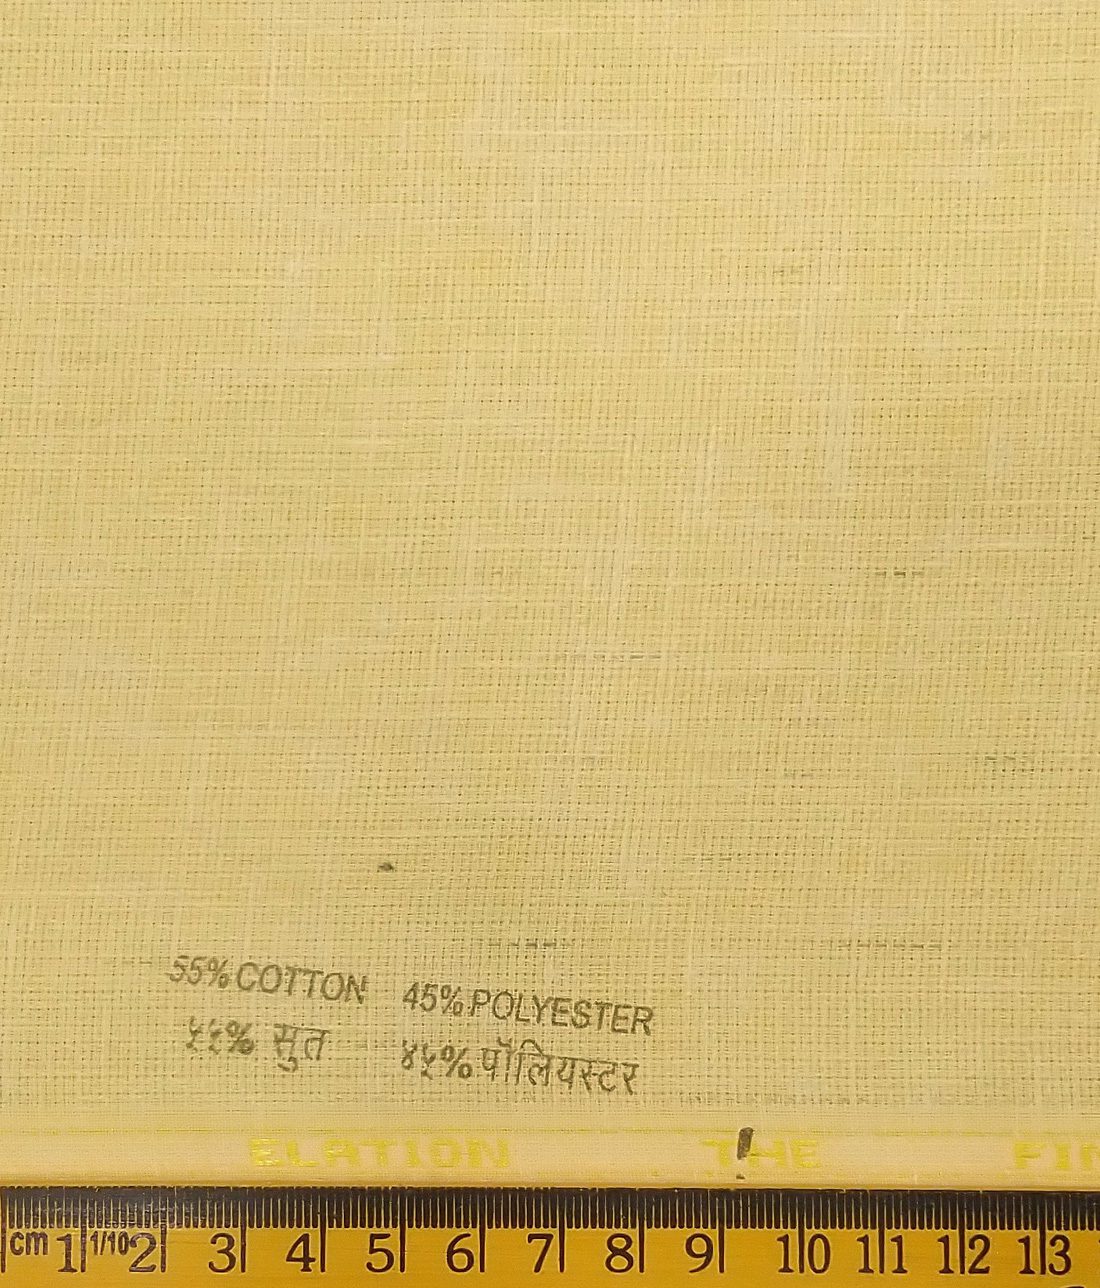 55% COTTON 45% POLYESTER
५५% सुत ४५% पॉलियस्टर
ELATION THE FIN
cm 1 1/10 2 3 4 5 6 7 8 9 10 11 12 13